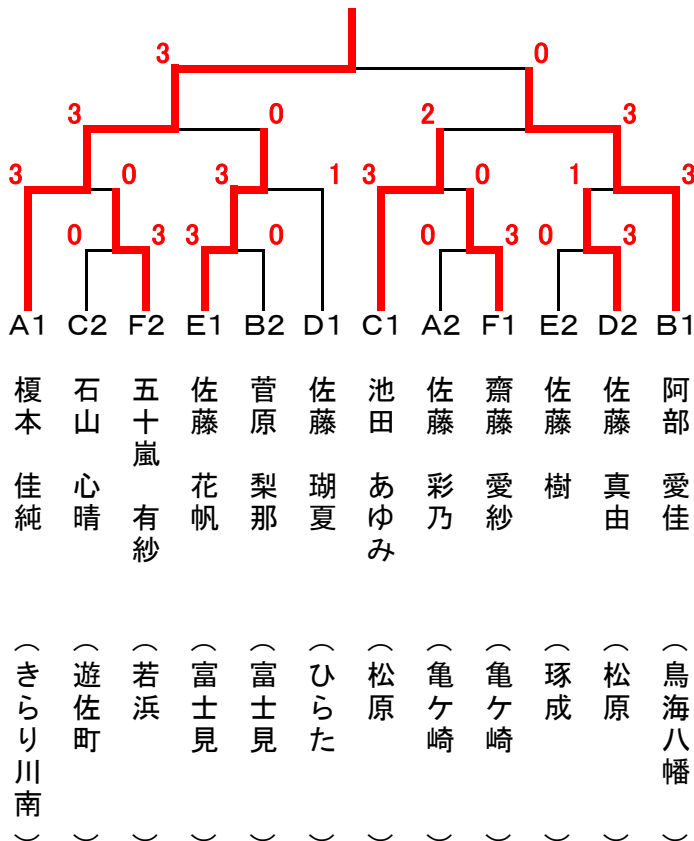 3 0
3 0 2 3
3 0 3 1 3 0 1 3
0 3 3 0 0 3 0 3
A1 C2 F2 E1 B2 D1 C1 A2 F1 E2 D2 B1
榎本 佳純
石山 心晴
五十嵐 有紗
佐藤 花帆
菅原 梨那
佐藤 瑚夏
池田 あゆみ
佐藤 彩乃
齋藤 愛紗
佐藤 樹
佐藤 真由
阿部 愛佳
（きらり川南）
（遊佐町）
（若浜）
（富士見）
（富士見）
（ひらた）
（松原）
（亀ケ崎）
（亀ケ崎）
（琢成）
（松原）
（鳥海八幡）